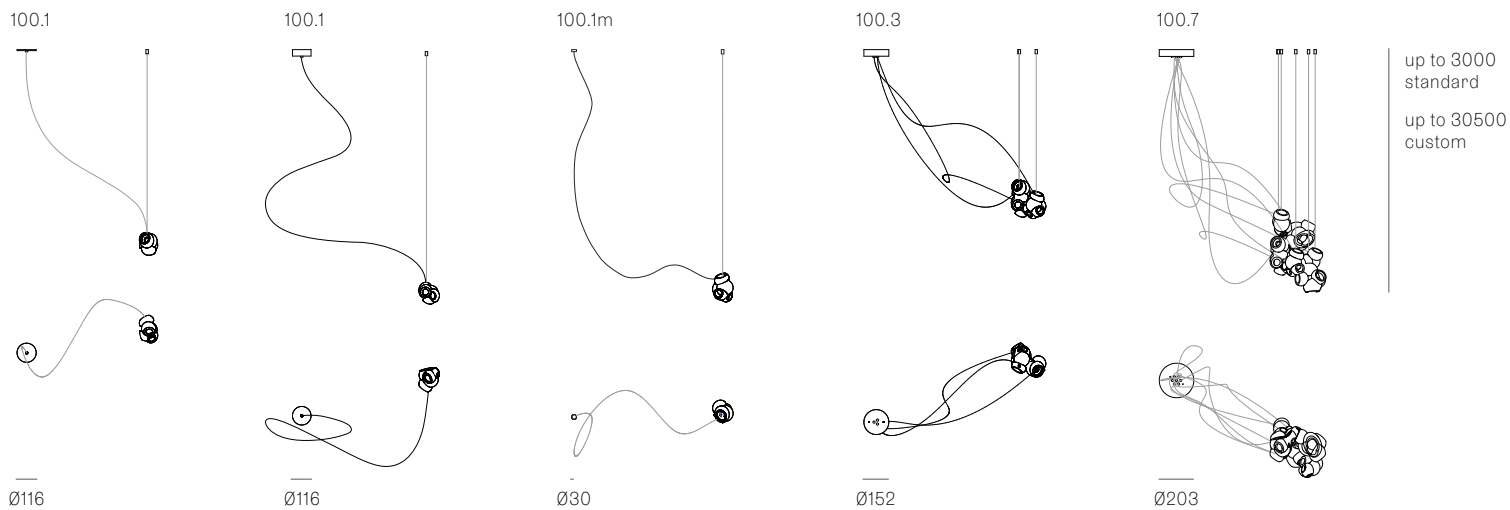 100.1
100.1
100.1m
100.3
100.7
up to 3000
standard
up to 30500
custom
Ø116
Ø116
Ø30
Ø152
Ø203